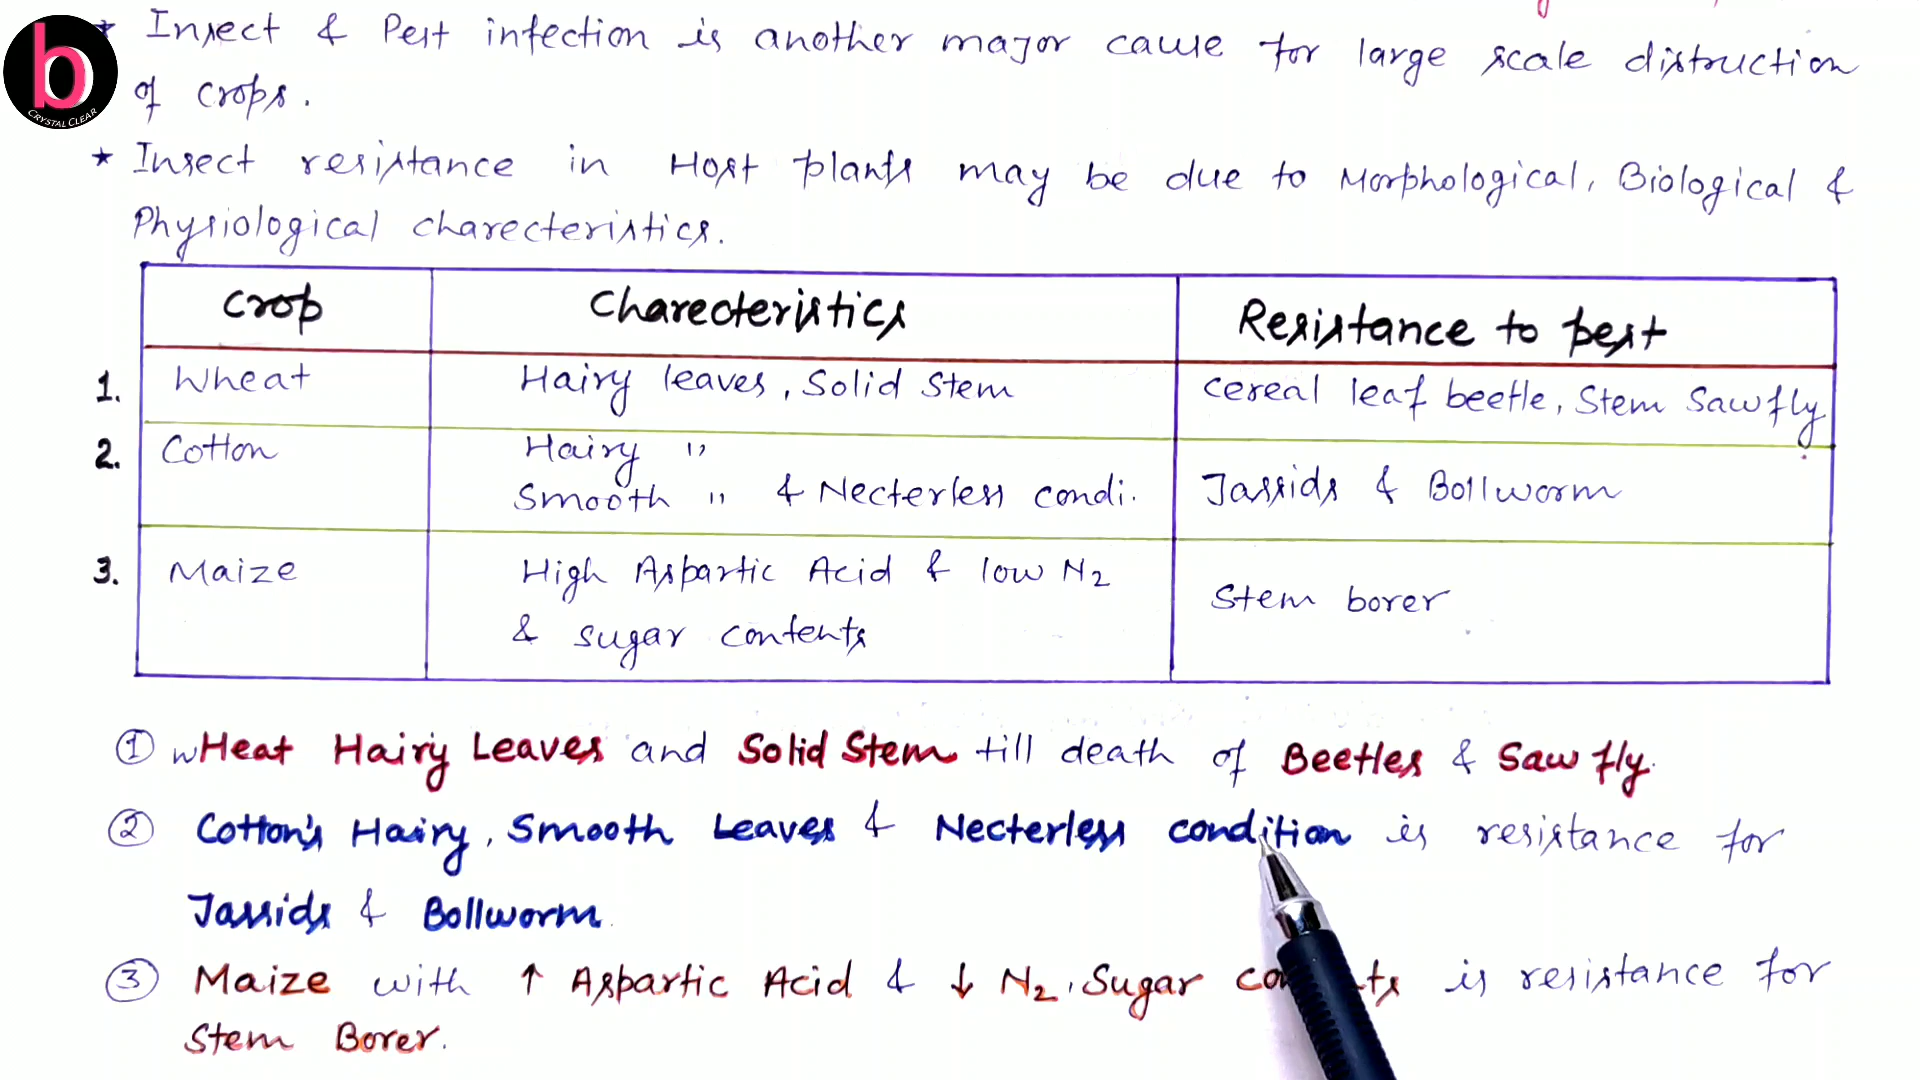 b
CRYSTAL CLEAR
★ Insect & Pest infection is another major cause for large scale distruction
of crops.
★ Insect resistance in Host plants may be due to Morphological, Biological &
Physiological charecteristics.
Crop Charecteristics Resistance to pest
1. Wheat Hairy leaves, Solid Stem cereal leaf beetle, Stem Sawfly
2. Cotton Hairy "
Smooth " & Necterless condi. Jassids & Bollworm
3. Maize High Aspartic Acid & low N₂
& sugar contents Stem borer
① wHeat Hairy Leaves and Solid Stem till death of Beetles & Saw fly.
② Cotton's Hairy, Smooth Leaves & Necterless condition is resistance for
Jassids & Bollworm.
③ Maize with ↑ Aspartic Acid & ↓ N₂, Sugar is resistance for
Stem Borer.